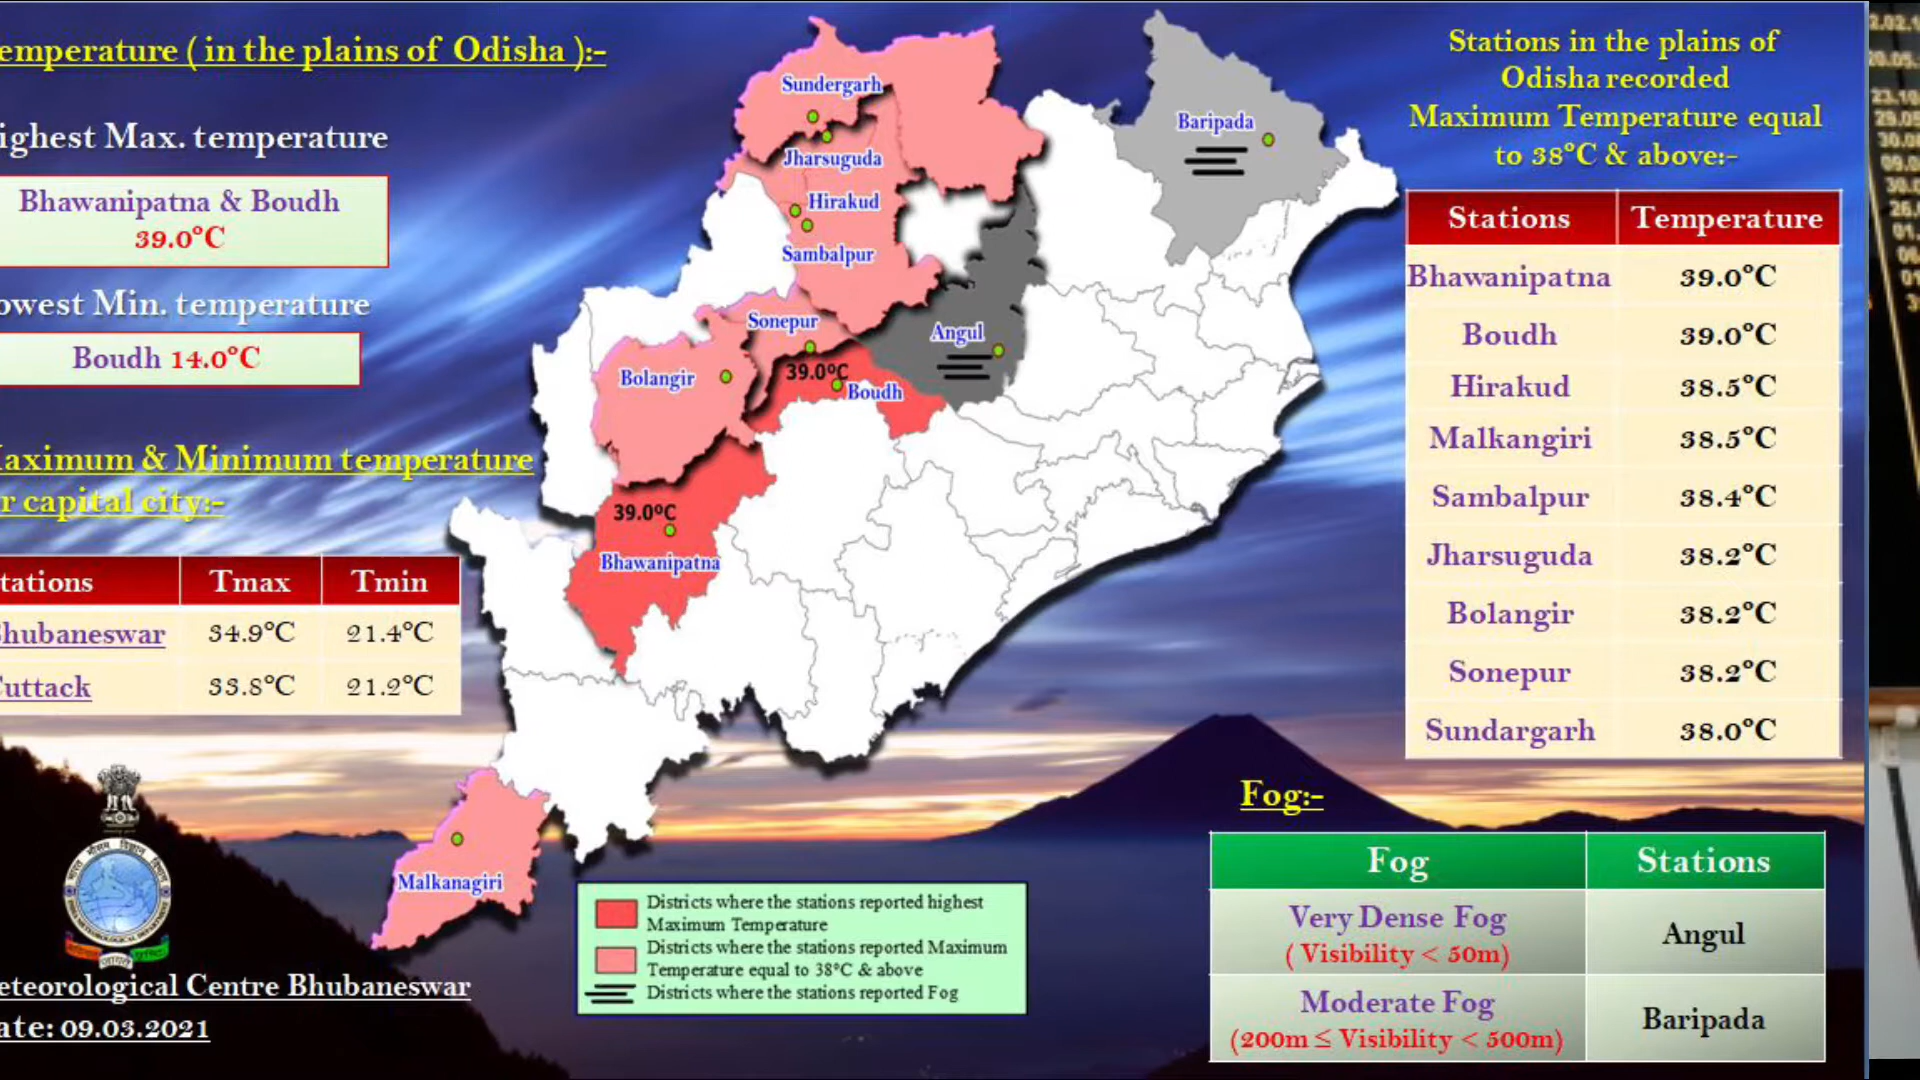 emperature ( in the plains of Odisha ):-
ighest Max. temperature
Bhawanipatna & Boudh
39.0°C
owest Min. temperature
Boudh 14.0°C
aximum & Minimum temperature
r capital city:-
tations Tmax Tmin
Bhubaneswar 34.9°C 21.4°C
Cuttack 33.8°C 21.2°C
eteorological Centre Bhubaneswar
ate: 09.03.2021
Sundergarh
Jharsuguda
Hirakud
Sambalpur
Sonepur
Bolangir
39.0°C
Boudh
Angul
Baripada
39.0°C
Bhawanipatna
Malkanagiri
Districts where the stations reported highest
Maximum Temperature
Districts where the stations reported Maximum
Temperature equal to 38°C & above
Districts where the stations reported Fog
Stations in the plains of
Odisha recorded
Maximum Temperature equal
to 38°C & above:-
Stations Temperature
Bhawanipatna 39.0°C
Boudh 39.0°C
Hirakud 38.5°C
Malkangiri 38.5°C
Sambalpur 38.4°C
Jharsuguda 38.2°C
Bolangir 38.2°C
Sonepur 38.2°C
Sundargarh 38.0°C
Fog:-
Fog Stations
Very Dense Fog
( Visibility < 50m)
Angul
Moderate Fog
(200m ≤ Visibility < 500m)
Baripada